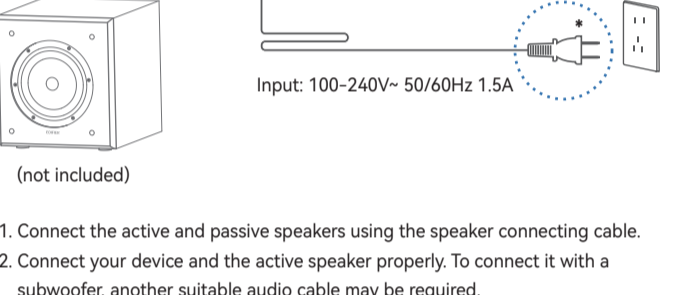 Input: 100-240V~ 50/60Hz 1.5A
*
(not included)
1. Connect the active and passive speakers using the speaker connecting cable.
2. Connect your device and the active speaker properly. To connect it with a
subwoofer, another suitable audio cable may be required.